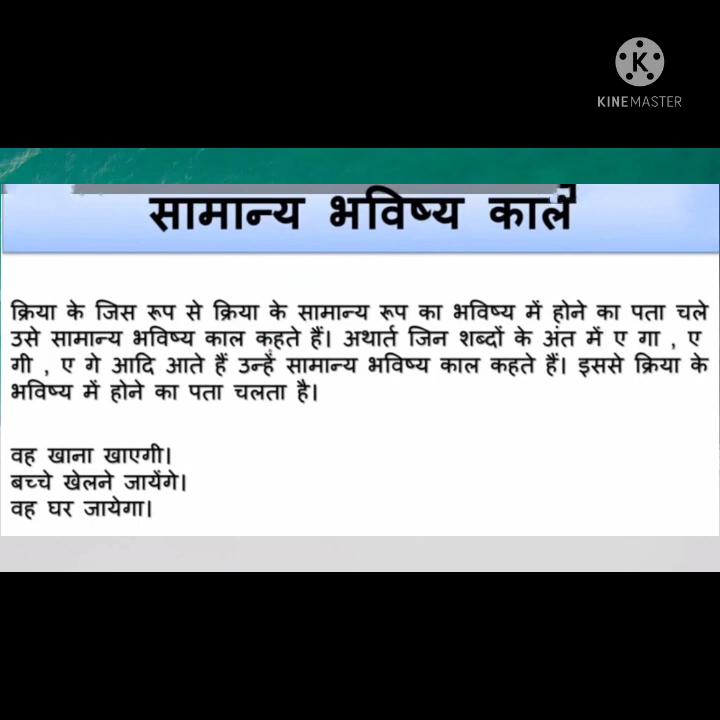 K
KINEMASTER
सामान्य भविष्य काल
क्रिया के जिस रूप से क्रिया के सामान्य रूप का भविष्य में होने का पता चले
उसे सामान्य भविष्य काल कहते हैं। अथार्त जिन शब्दों के अंत में ए गा , ए
गी , ए गे आदि आते हैं उन्हें सामान्य भविष्य काल कहते हैं। इससे क्रिया के
भविष्य में होने का पता चलता है।
वह खाना खाएगी।
बच्चे खेलने जायेंगे।
वह घर जायेगा।